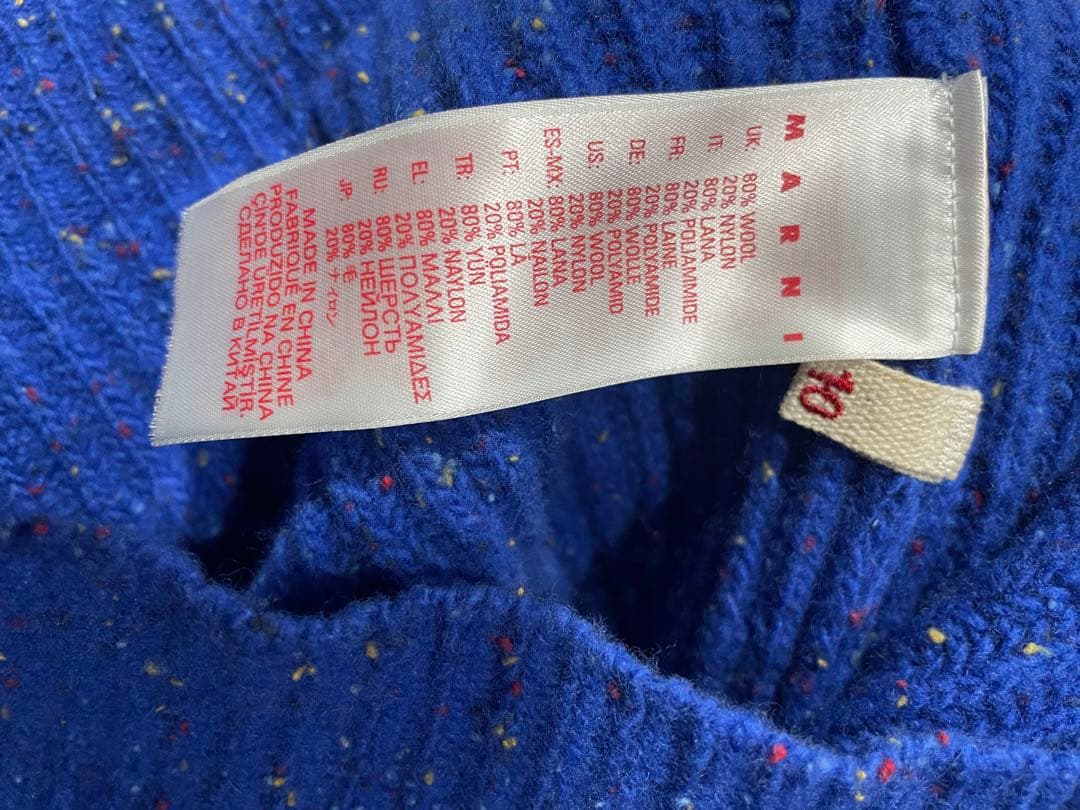 MARNI
UK: 80% WOOL
20% NYLON
IT: 80% LANA
20% POLIAMMIDE
FR: 80% LAINE
20% POLYAMIDE
DE: 80% WOLLE
20% POLYAMID
US: 80% WOOL
20% NYLON
ES-MX: 80% LANA
20% NAILON
PT: 80% LÃ
20% POLIAMIDA
TR: 80% YÜN
20% NAYLON
EL: 80% ΜΑΛΛΙ
20% ΠΟΛΥΑΜΙΔΕΣ
RU: 80% ШЕРСТЬ
20% НЕЙЛОН
JP: 80% 毛
20% ナイロン
MADE IN CHINA
FABRIQUÉ EN CHINE
PRODUZIDO NA CHINA
ÇİNDE ÜRETİLMİŞTİR.
СДЕЛАНО В КИТАЙ
10